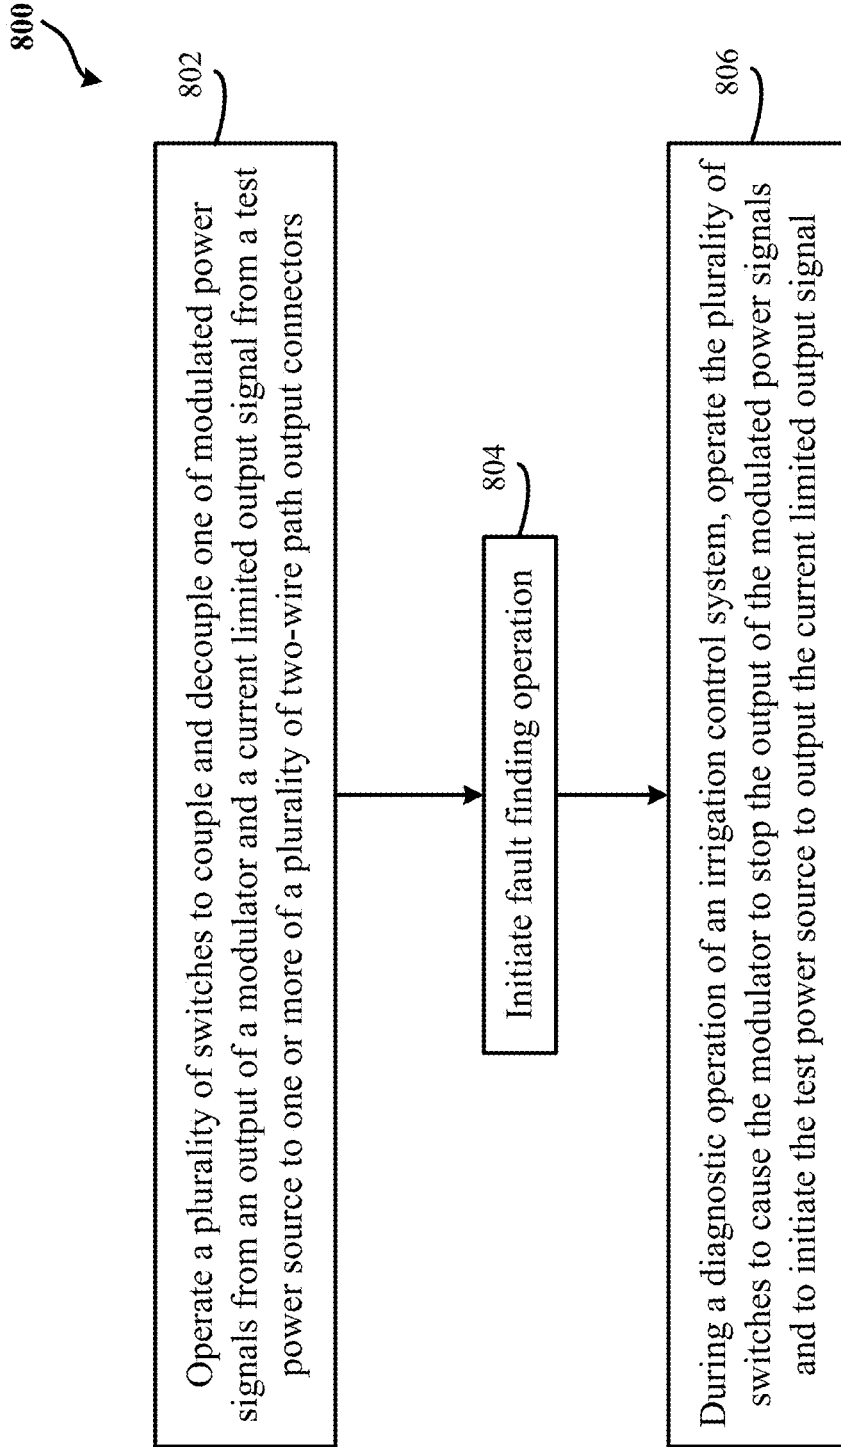 800
802
Operate a plurality of switches to couple and decouple one of modulated power
signals from an output of a modulator and a current limited output signal from a test
power source to one or more of a plurality of two-wire path output connectors
804
Initiate fault finding operation
806
During a diagnostic operation of an irrigation control system, operate the plurality of
switches to cause the modulator to stop the output of the modulated power signals
and to initiate the test power source to output the current limited output signal